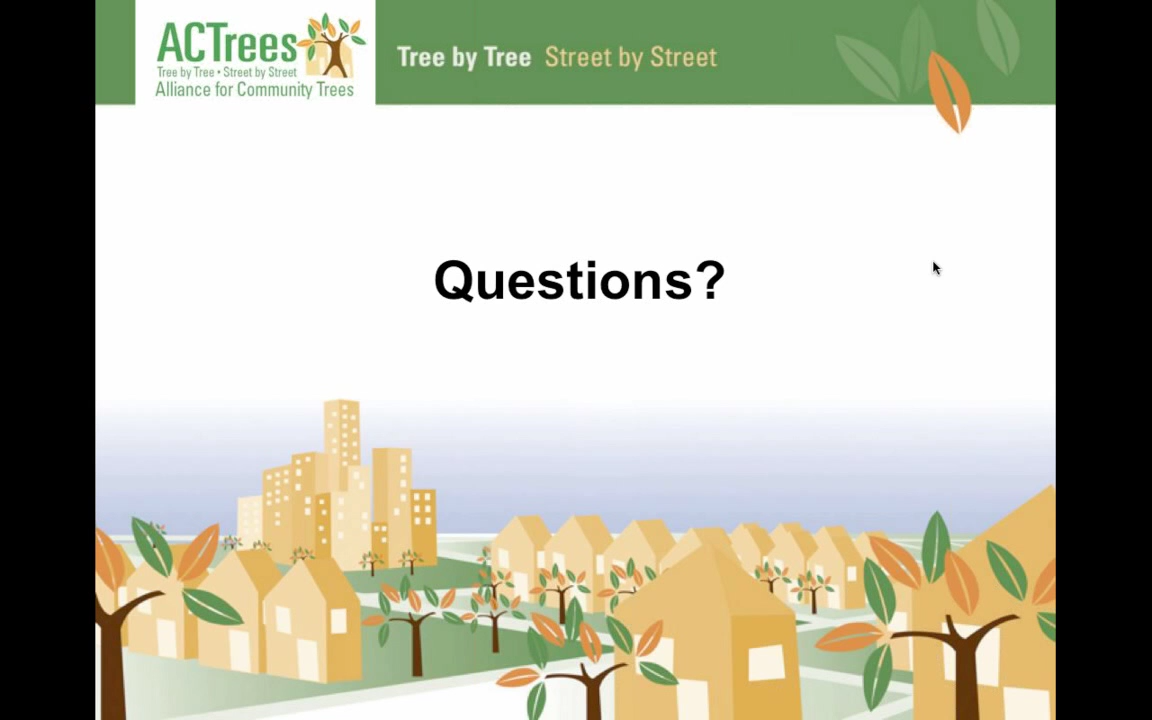 ACTrees
Tree by Tree • Street by Street
Alliance for Community Trees
Tree by Tree Street by Street
Questions?